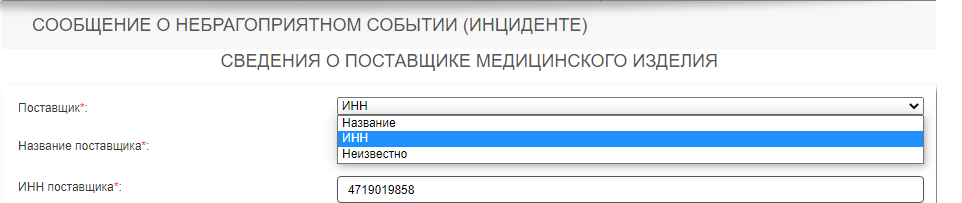 СООБЩЕНИЕ О НЕБРАГОПРИЯТНОМ СОБЫТИИ (ИНЦИДЕНТЕ)
СВЕДЕНИЯ О ПОСТАВЩИКЕ МЕДИЦИНСКОГО ИЗДЕЛИЯ
Поставщик*: ИНН
Название
ИНН
Название поставщика*:
Неизвестно
ИНН поставщика*: 4719019858